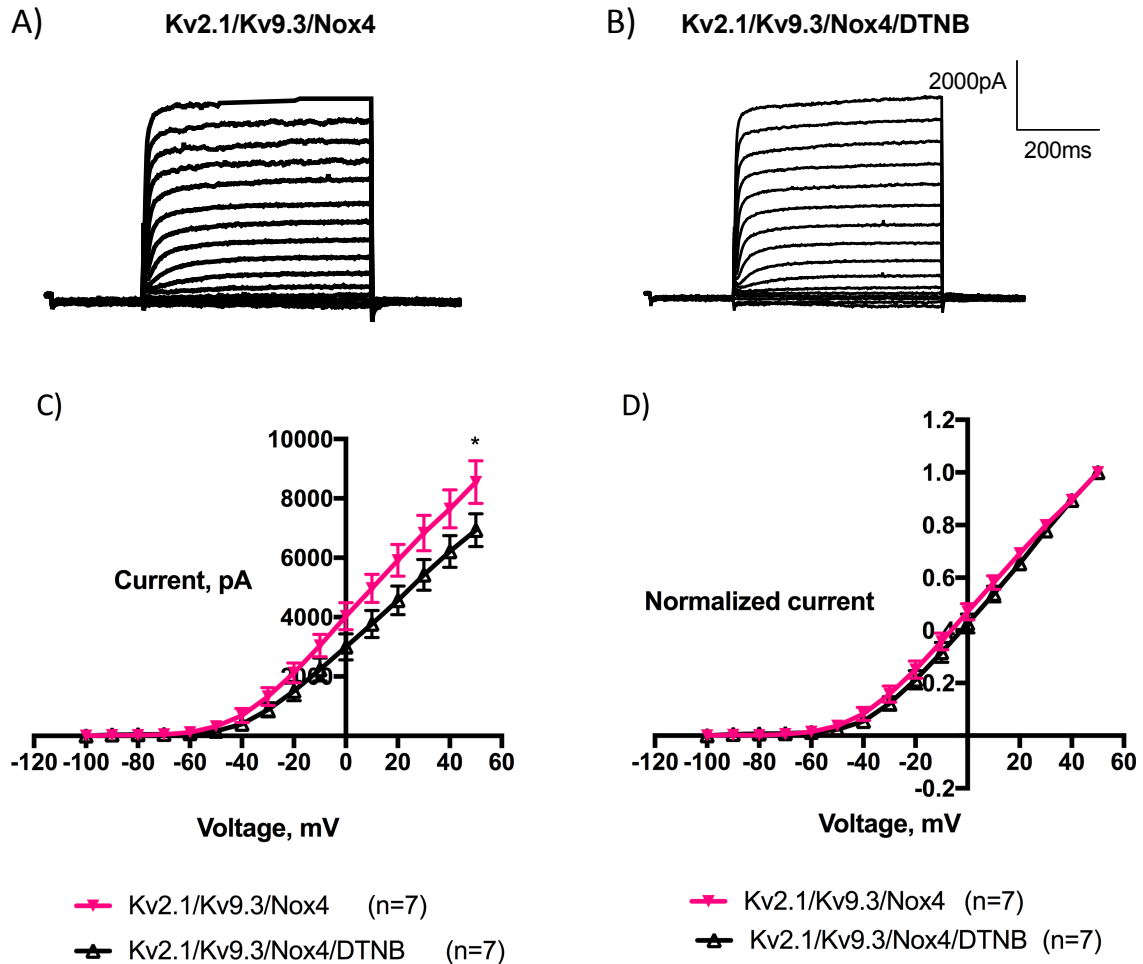 A)
Kv2.1/Kv9.3/Nox4
B)
Kv2.1/Kv9.3/Nox4/DTNB
2000pA
200ms
C)
10000
*
8000
6000
Current, pA
4000
2000
-120 -100 -80 -60 -40 -20 0 20 40 60
Voltage, mV
Kv2.1/Kv9.3/Nox4 (n=7)
Kv2.1/Kv9.3/Nox4/DTNB (n=7)
D)
1.2
1.0
0.8
0.6
Normalized current
0.4
0.2
-120 -100 -80 -60 -40 -20 20 40 60
-0.2
Voltage, mV
Kv2.1/Kv9.3/Nox4 (n=7)
Kv2.1/Kv9.3/Nox4/DTNB (n=7)